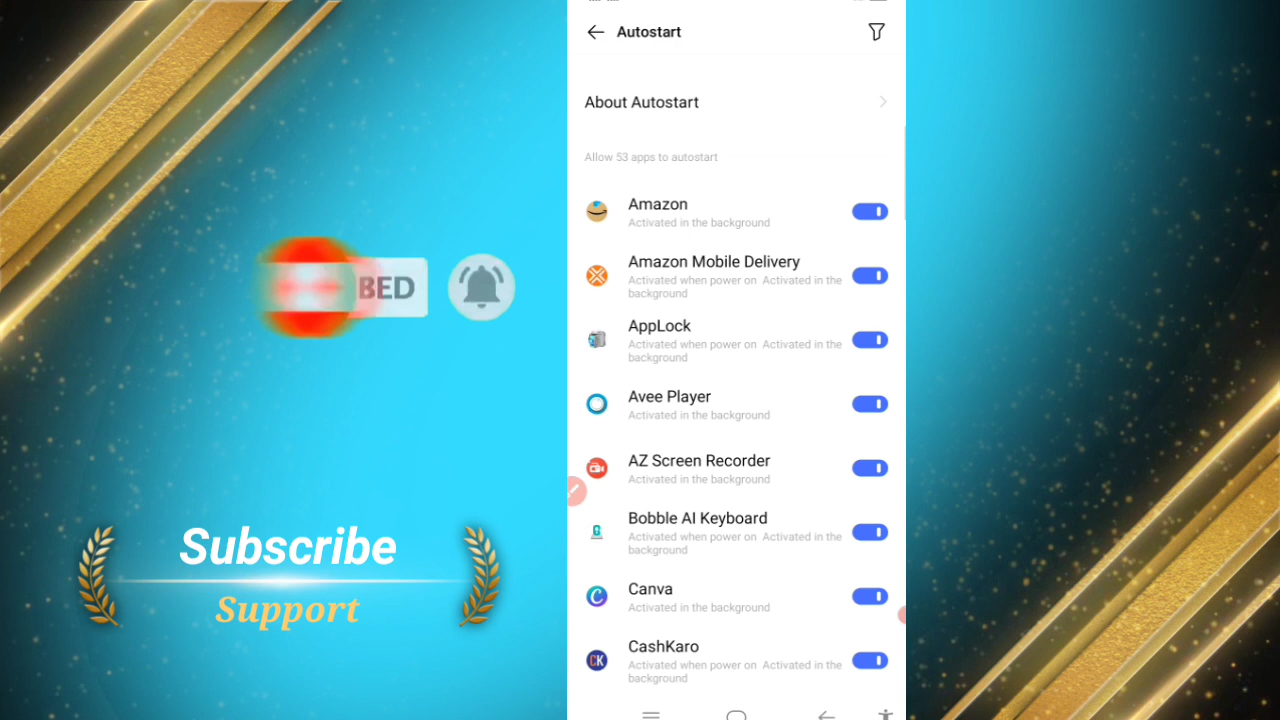 Autostart
About Autostart
Allow 53 apps to autostart
Amazon
Activated in the background
Amazon Mobile Delivery
Activated when power on Activated in the
background
AppLock
Activated when power on Activated in the
background
Avee Player
Activated in the background
AZ Screen Recorder
Activated in the background
Bobble AI Keyboard
Activated when power on Activated in the
background
Canva
Activated in the background
CK
CashKaro
Activated when power on Activated in the
background
BED
Subscribe
Support